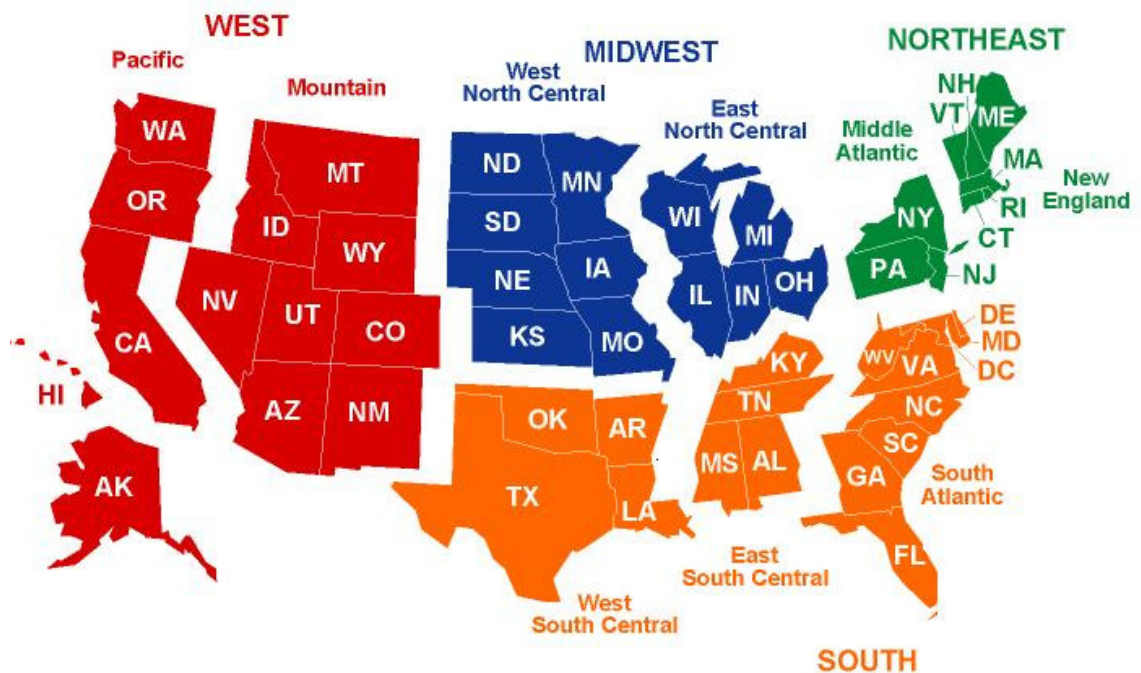 WEST
Pacific
Mountain
WA
OR
CA
HI
AK
MT
ID
WY
NV
UT
CO
AZ
NM
MIDWEST
West
North Central
East
North Central
ND
SD
NE
KS
MN
IA
MO
WI
MI
IL
IN
OH
NORTHEAST
Middle
Atlantic
New
England
NH
VT
ME
MA
RI
CT
NY
PA
NJ
SOUTH
West
South Central
East
South Central
South
Atlantic
OK
AR
TX
LA
KY
TN
MS
AL
DE
MD
DC
WV
VA
NC
SC
GA
FL